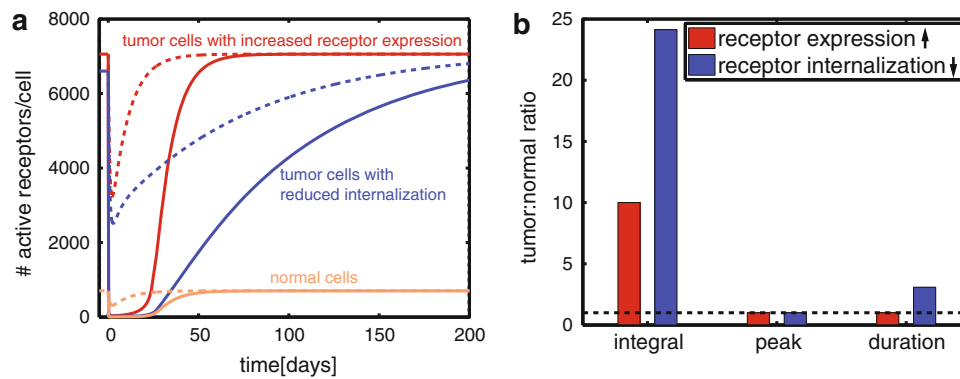 a
# active receptors/cell
8000
6000
4000
2000
0
tumor cells with increased receptor expression
tumor cells with
reduced internalization
normal cells
0
50
100
150
200
time[days]
b
tumor:normal ratio
25
20
15
10
5
0
receptor expression
receptor internalization
integral
peak
duration